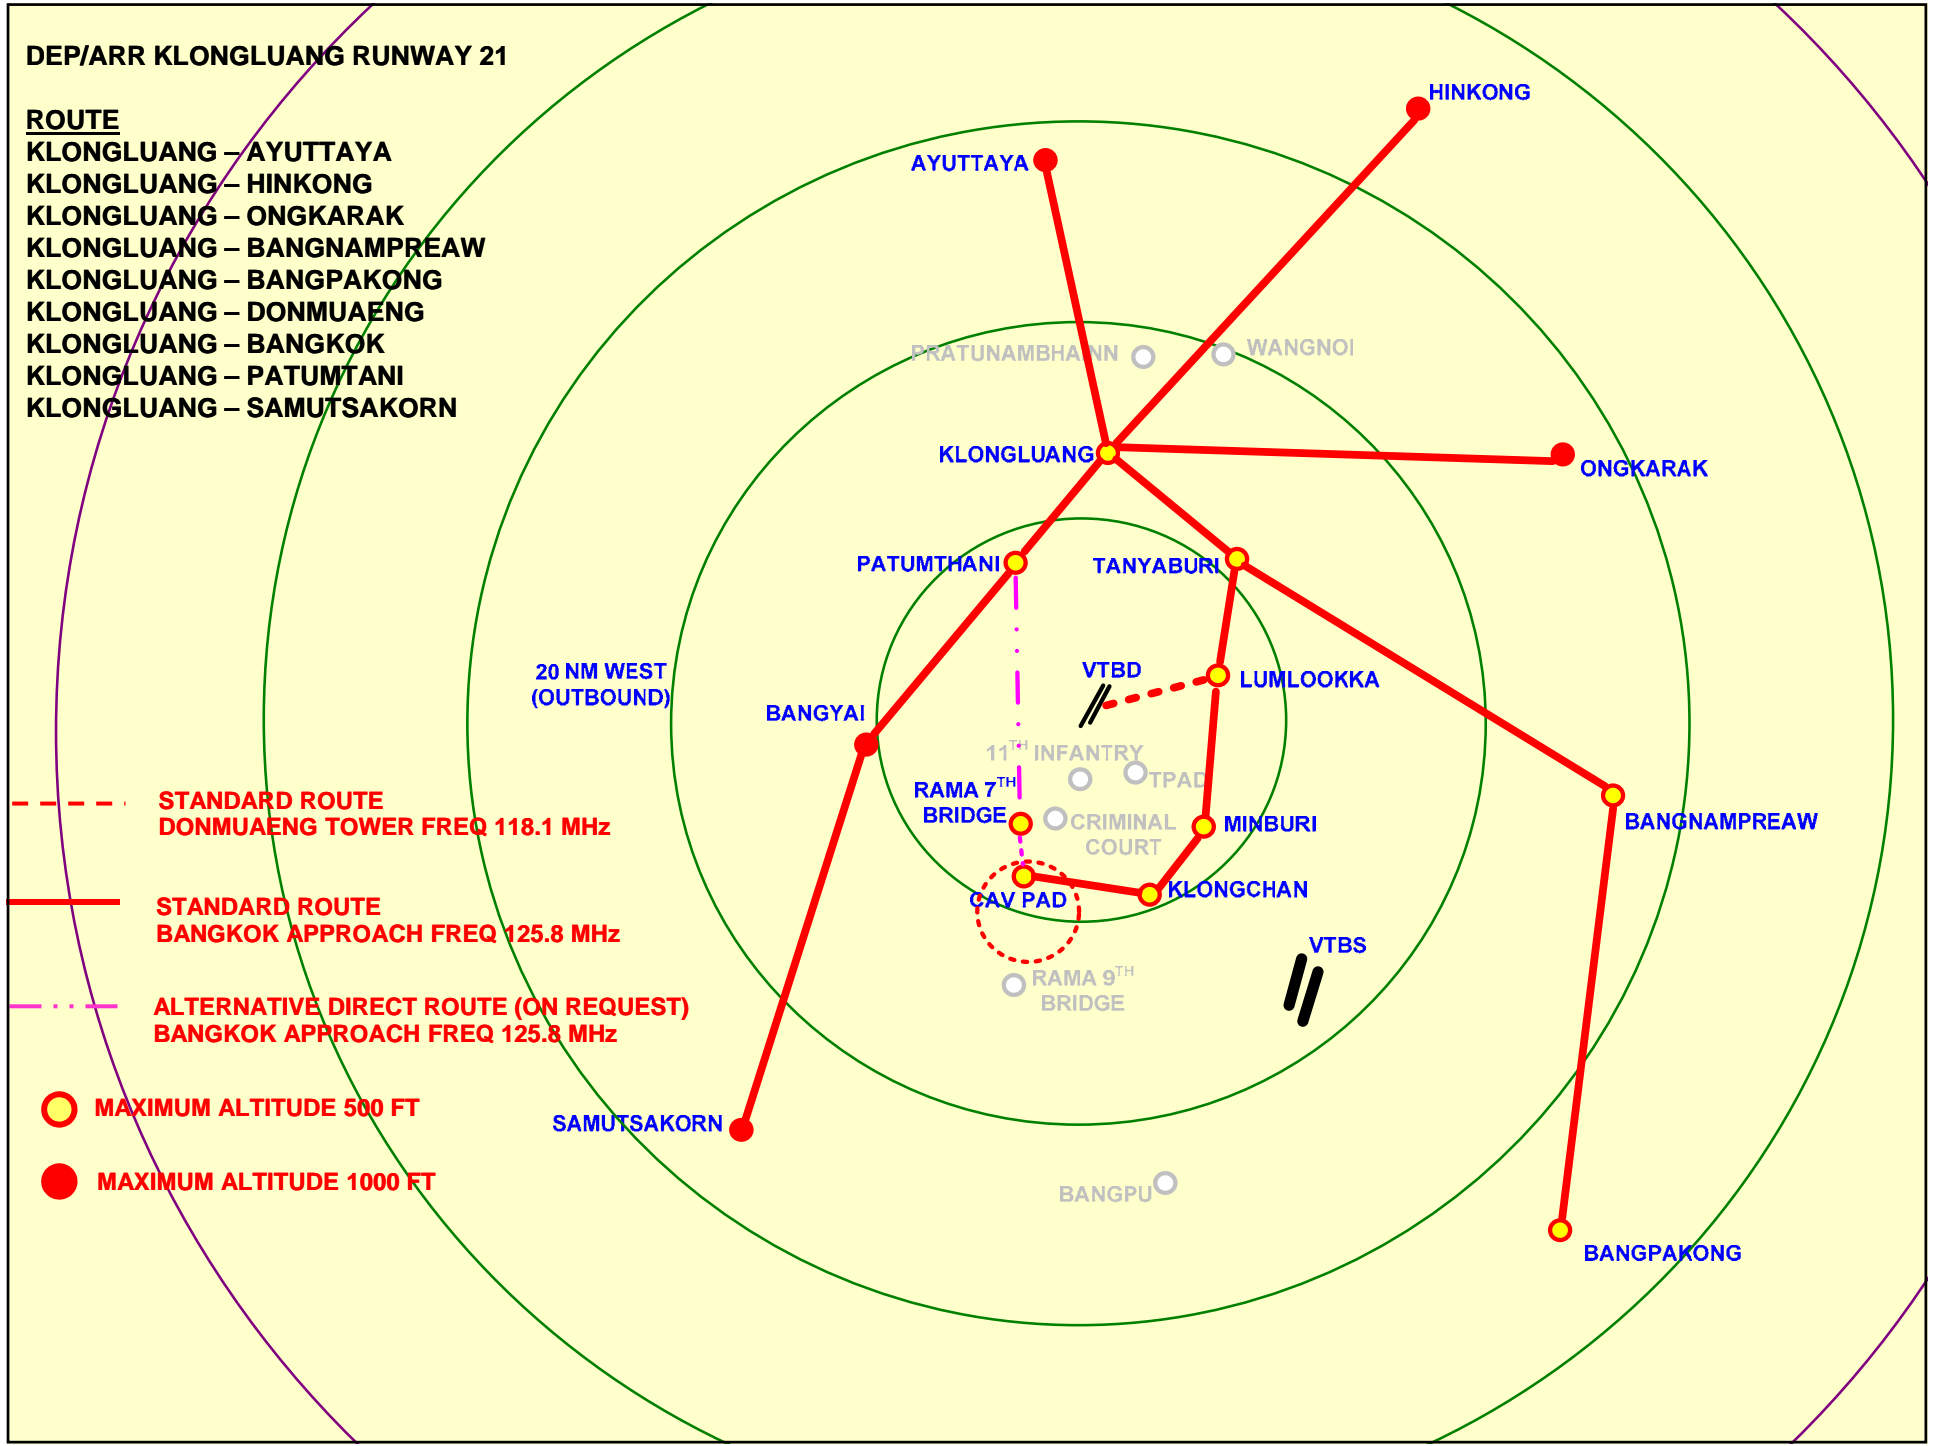 DEP/ARR KLONGLUANG RUNWAY 21
ROUTE
KLONGLUANG – AYUTTAYA
KLONGLUANG – HINKONG
KLONGLUANG – ONGKARAK
KLONGLUANG – BANGNAMPREAW
KLONGLUANG – BANGPAKONG
KLONGLUANG – DONMUAENG
KLONGLUANG – BANGKOK
KLONGLUANG – PATUMTANI
KLONGLUANG – SAMUTSAKORN
HINKONG
AYUTTAYA
PRATUNAMBHAINN
WANGNOI
KLONGLUANG
ONGKARAK
PATUMTHANI
TANYABURI
20 NM WEST
(OUTBOUND)
VTBD
LUMLOOKKA
BANGYAI
11TH INFANTRY
TPAD
RAMA 7TH
BRIDGE
CRIMINAL
COURT
MINBURI
BANGNAMPREAW
CAV PAD
KLONGCHAN
VTBS
RAMA 9TH
BRIDGE
SAMUTSAKORN
BANGPU
BANGPAKONG
STANDARD ROUTE
DONMUAENG TOWER FREQ 118.1 MHz
STANDARD ROUTE
BANGKOK APPROACH FREQ 125.8 MHz
ALTERNATIVE DIRECT ROUTE (ON REQUEST)
BANGKOK APPROACH FREQ 125.8 MHz
MAXIMUM ALTITUDE 500 FT
MAXIMUM ALTITUDE 1000 FT